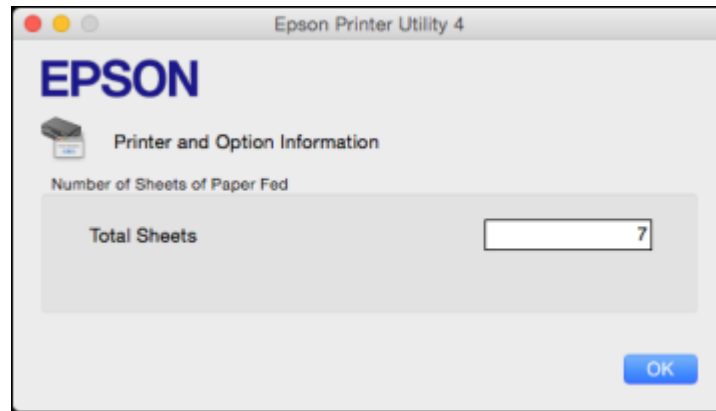 Epson Printer Utility 4
EPSON
Printer and Option Information
Number of Sheets of Paper Fed
Total Sheets 7
OK